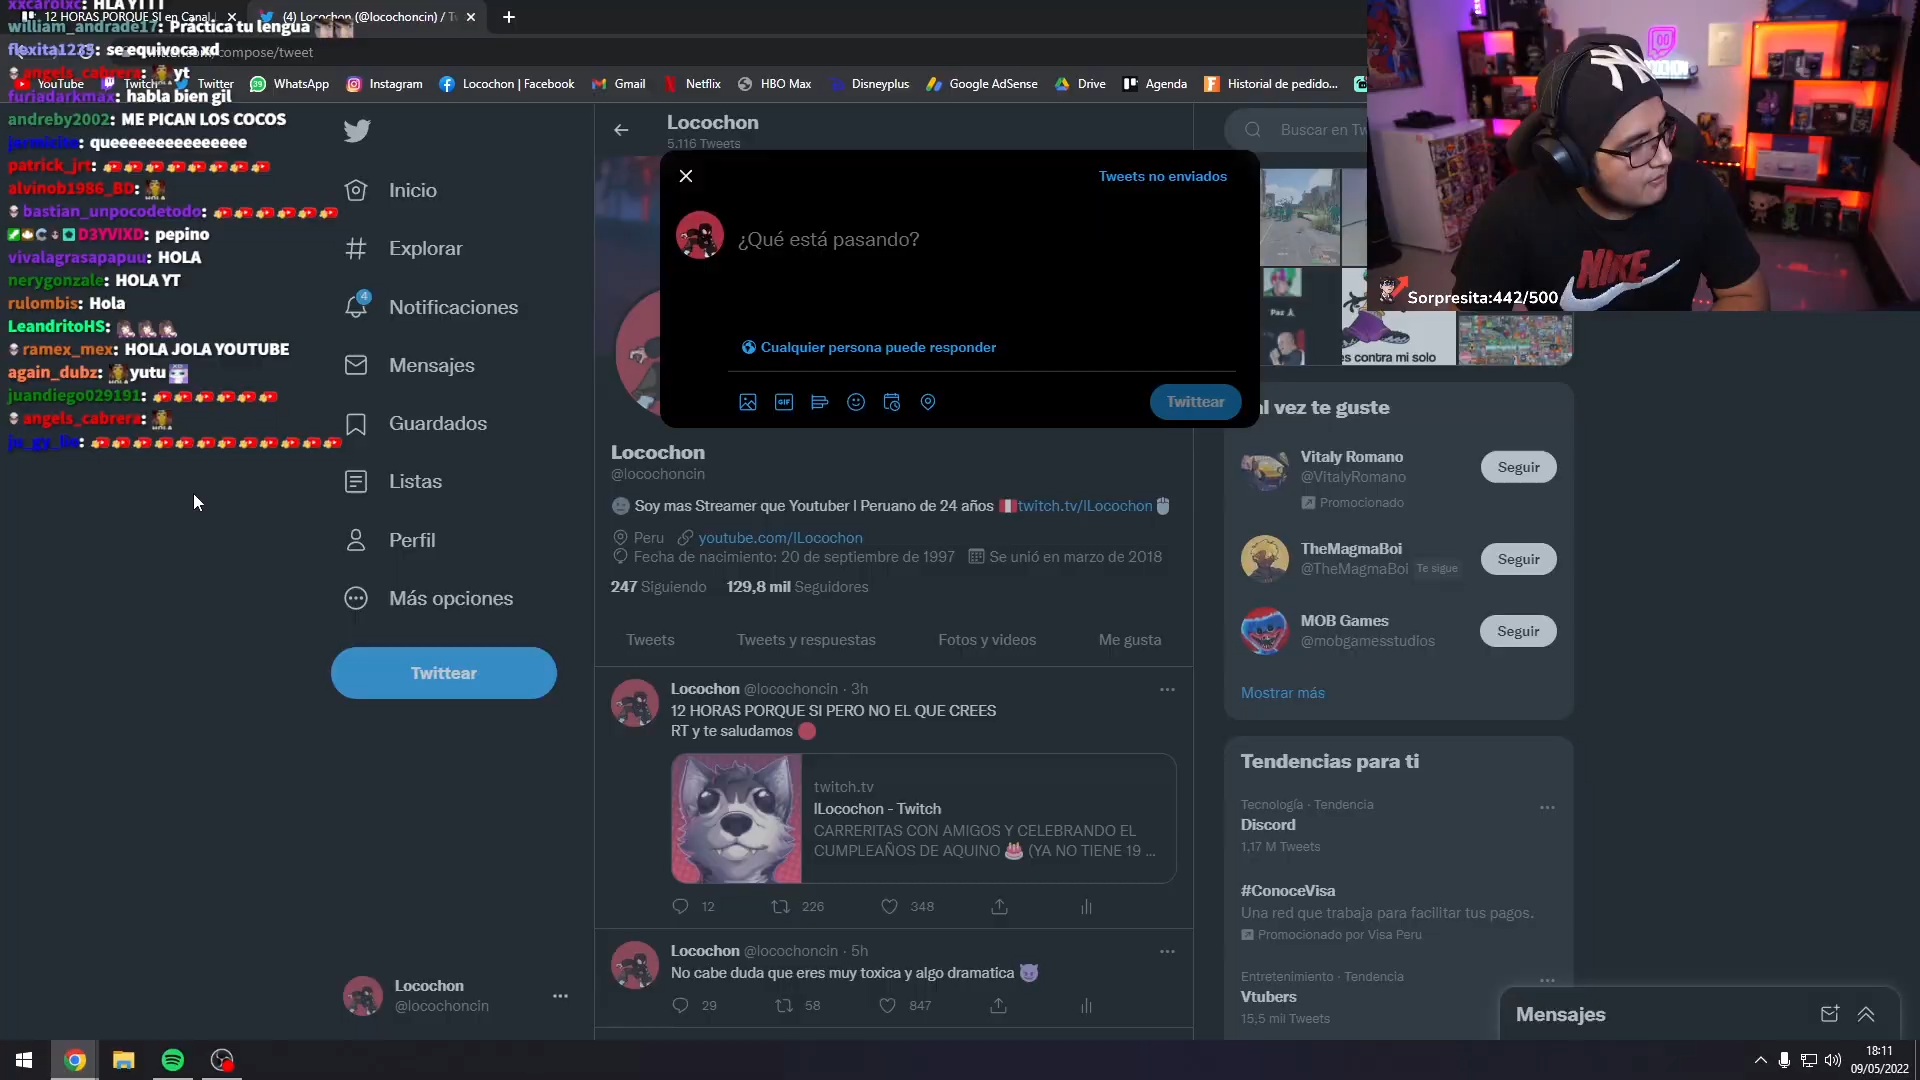 xxcarolxc: HLA YTTT
12 HORAS PORQUE SI en Canal
(4) Locochon (@locochoncin) / Tw
william_andrade17: Practica tu lengua
flexita1235: se equivoca xd
compose/tweet
angels_cabrera: yt
YouTube
Twitch
Twitter
WhatsApp
Instagram
Locochon | Facebook
Gmail
Netflix
HBO Max
Disneyplus
Google AdSense
Drive
Agenda
Historial de pedido...
furiadarkmax: habla bien gil
andreby2002: ME PICAN LOS COCOS
queeeeeeeeeeeeeee
patrick_jrt:
alvinob1986_BD:
bastian_unpocodetodo:
D3YVIXD: pepino
vivalagrasapapuu: HOLA
nerygonzale: HOLA YT
rulombis: Hola
LeandritoHS:
ramex_mex: HOLA JOLA YOUTUBE
again_dubz: yutu
juandiego029191:
angels_cabrera:
Inicio
Explorar
4
Notificaciones
Mensajes
Guardados
Listas
Perfil
Más opciones
Twittear
Locochon
@locochoncin
Locochon
5.116 Tweets
Tweets no enviados
¿Qué está pasando?
Cualquier persona puede responder
GIF
Twittear
Locochon
@locochoncin
Soy mas Streamer que Youtuber l Peruano de 24 años twitch.tv/lLocochon
Peru youtube.com/lLocochon
Fecha de nacimiento: 20 de septiembre de 1997 Se unió en marzo de 2018
247 Siguiendo 129,8 mil Seguidores
Tweets
Tweets y respuestas
Fotos y videos
Me gusta
Locochon @locochoncin · 3h
12 HORAS PORQUE SI PERO NO EL QUE CREES
RT y te saludamos
twitch.tv
lLocochon - Twitch
CARRERITAS CON AMIGOS Y CELEBRANDO EL
CUMPLEAÑOS DE AQUINO (YA NO TIENE 19 ...
12
226
348
Locochon @locochoncin · 5h
No cabe duda que eres muy toxica y algo dramatica
29
58
847
Buscar en Tw
NIKE
Sorpresita:442/500
es contra mi solo
al vez te guste
Vitaly Romano
@VitalyRomano
Promocionado
Seguir
TheMagmaBoi
@TheMagmaBoi Te sigue
Seguir
MOB Games
@mobgamesstudios
Seguir
Mostrar más
Tendencias para ti
Tecnología · Tendencia
Discord
1,17 M Tweets
#ConoceVisa
Una red que trabaja para facilitar tus pagos.
Promocionado por Visa Peru
Entretenimiento · Tendencia
Vtubers
15,5 mil Tweets
Mensajes
18:11
09/05/2022